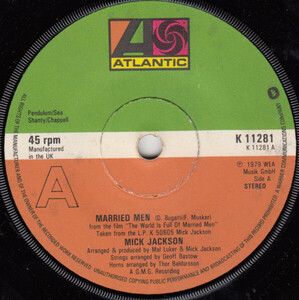 ATLANTIC
Pendulum/Sea
Shanty/Chappell
45 rpm
Manufactured
in the UK
K 11281
K 11281 A
℗ 1979 WEA
Musik GmbH
Side A
STEREO
A
MARRIED MEN (D. Bugatti/F. Musker)
from the film "The World Is Full Of Married Men"
Taken from the L.P. K 50605 Mick Jackson
MICK JACKSON
Arranged & produced by Mal Luker & Mick Jackson
Strings arranged by Geoff Bastow
Horns arranged by Thor Baldursson
A G.M.G. Recording